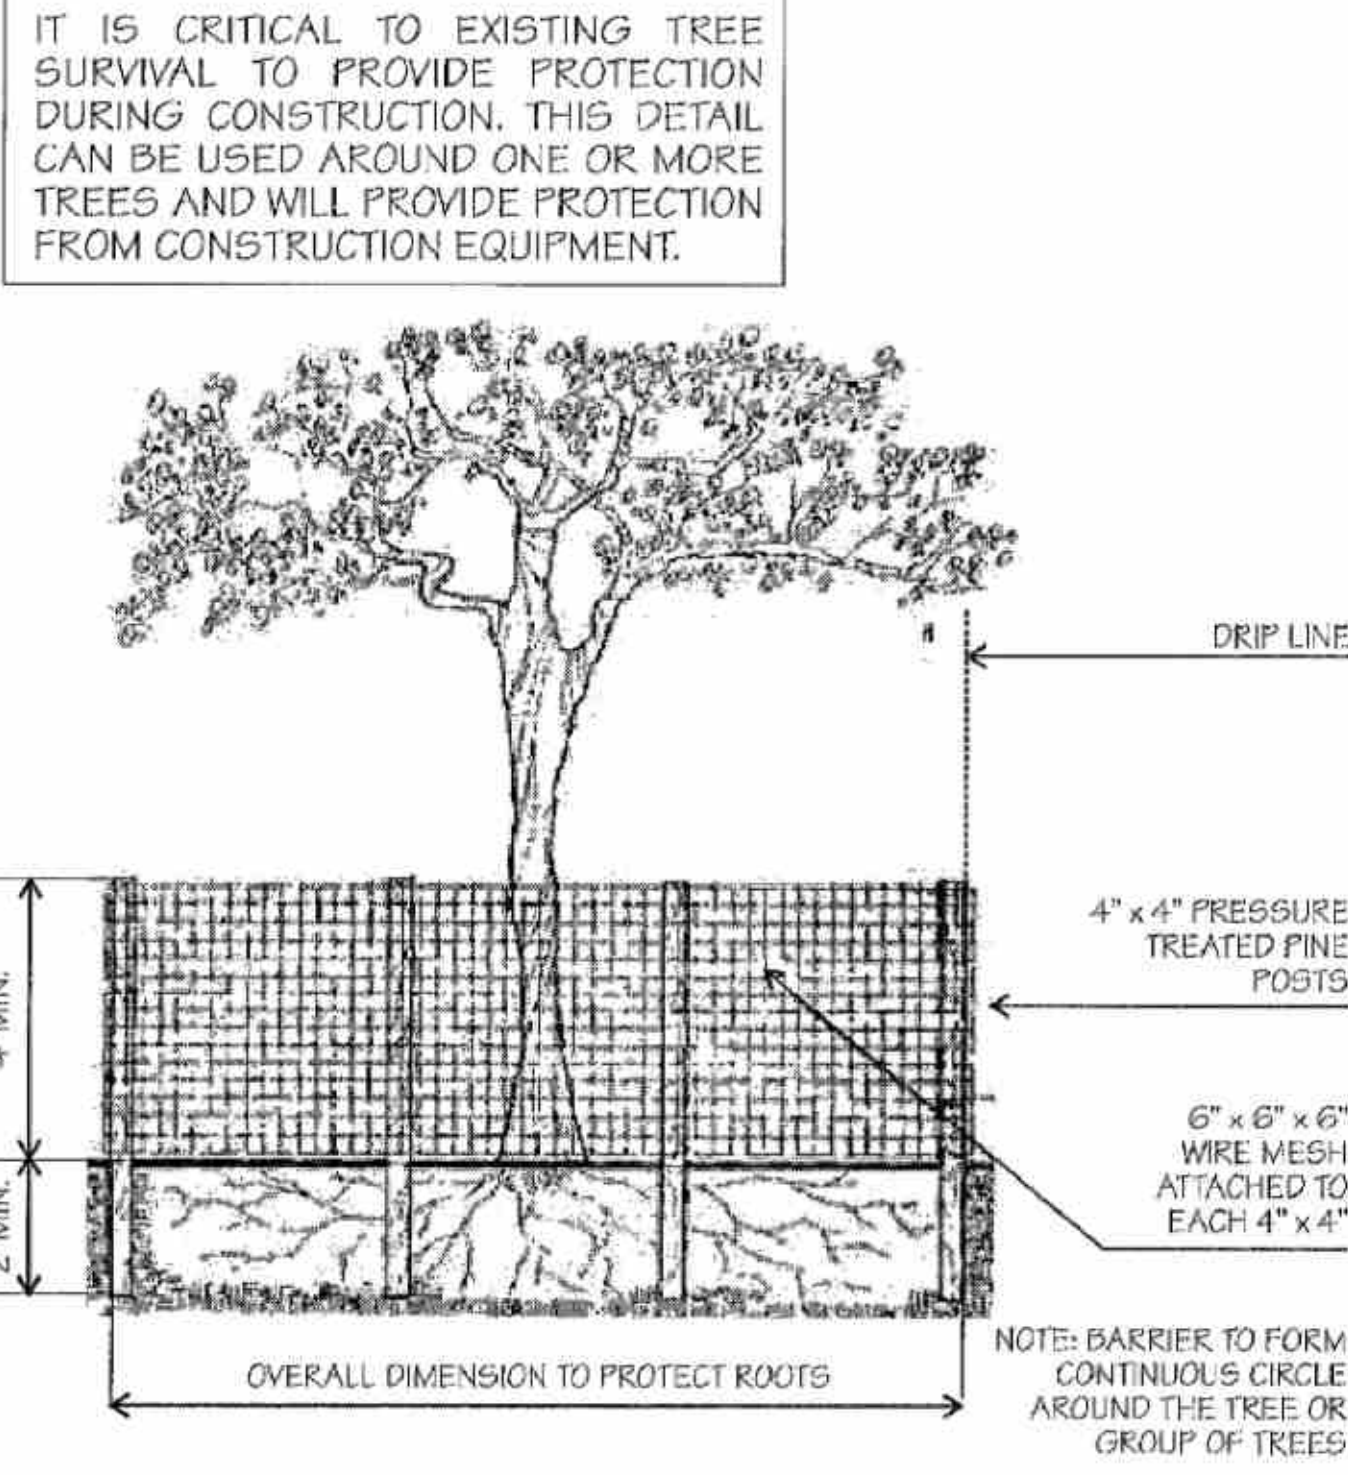 IT IS CRITICAL TO EXISTING TREE
SURVIVAL TO PROVIDE PROTECTION
DURING CONSTRUCTION. THIS DETAIL
CAN BE USED AROUND ONE OR MORE
TREES AND WILL PROVIDE PROTECTION
FROM CONSTRUCTION EQUIPMENT.
DRIP LINE
4" x 4" PRESSURE
TREATED PINE
POSTS
MIN.
6" x 6" x 6"
WIRE MESH
ATTACHED TO
EACH 4" x 4"
MIN.
OVERALL DIMENSION TO PROTECT ROOTS
NOTE: BARRIER TO FORM
CONTINUOUS CIRCLE
AROUND THE TREE OR
GROUP OF TREES